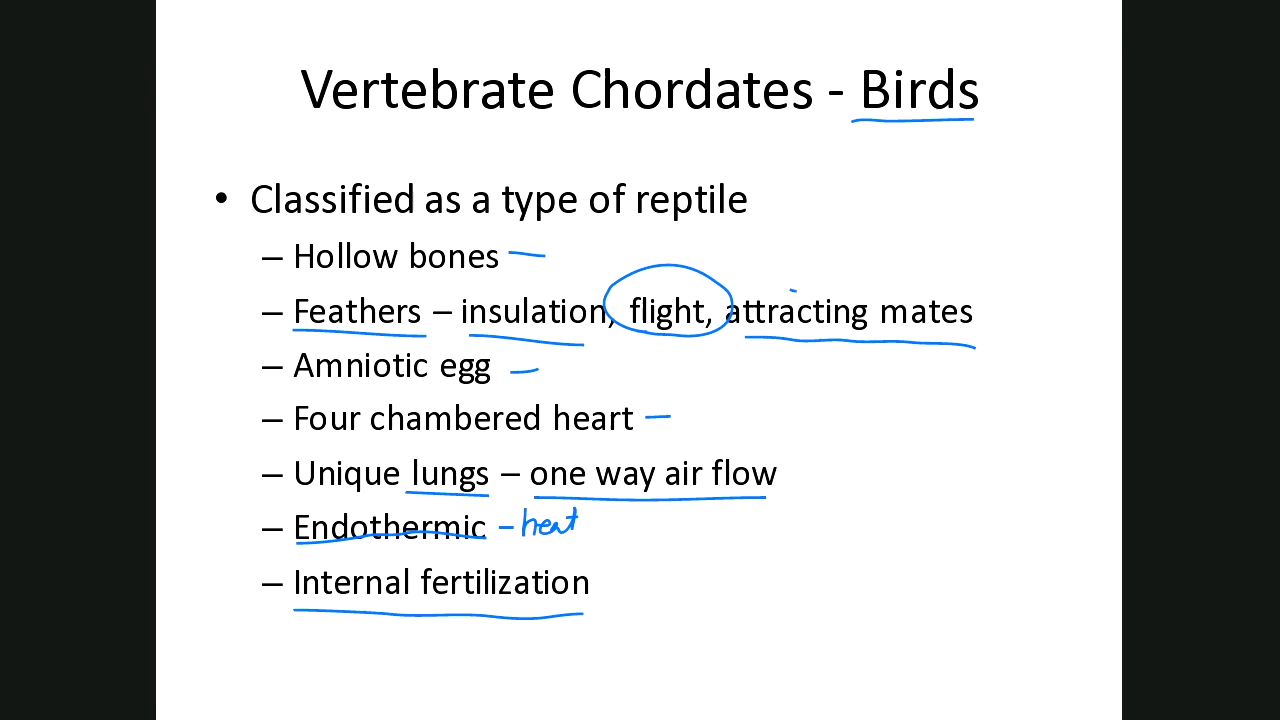 Vertebrate Chordates - Birds
• Classified as a type of reptile
– Hollow bones
– Feathers – insulation, flight, attracting mates
– Amniotic egg
– Four chambered heart
– Unique lungs – one way air flow
– Endothermic – heat
– Internal fertilization